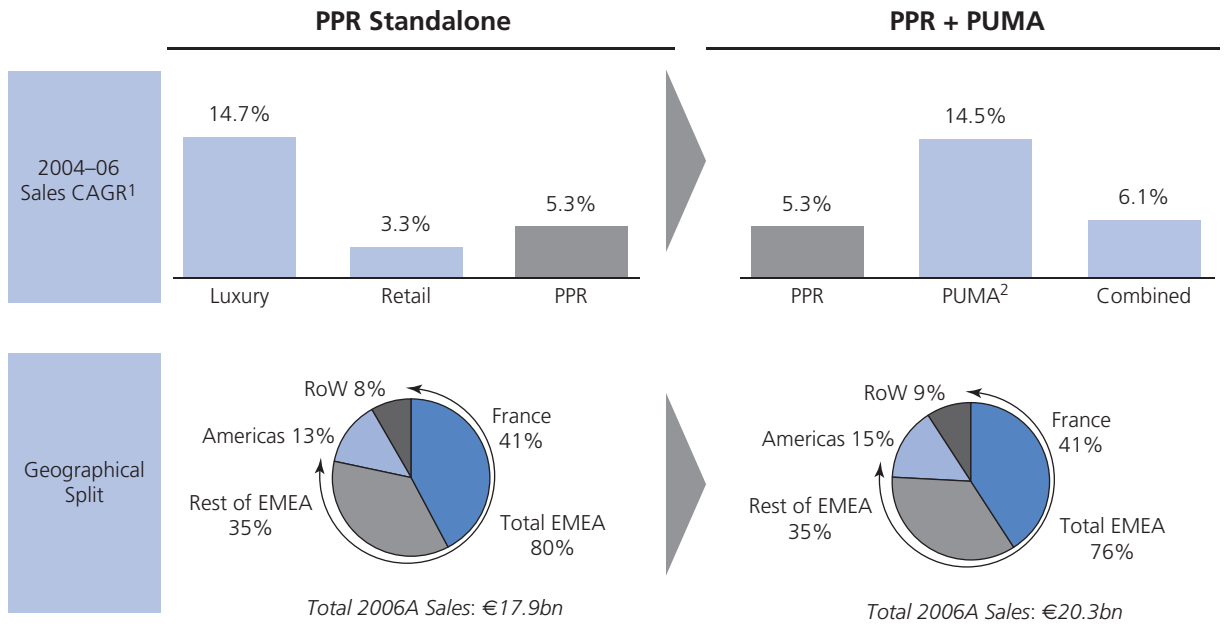 PPR Standalone
PPR + PUMA
2004–06
Sales CAGR1
14.7%
3.3%
5.3%
Luxury
Retail
PPR
5.3%
14.5%
6.1%
PPR
PUMA2
Combined
Geographical
Split
RoW 8%
France
41%
Americas 13%
Rest of EMEA
35%
Total EMEA
80%
Total 2006A Sales: €17.9bn
RoW 9%
France
41%
Americas 15%
Rest of EMEA
35%
Total EMEA
76%
Total 2006A Sales: €20.3bn